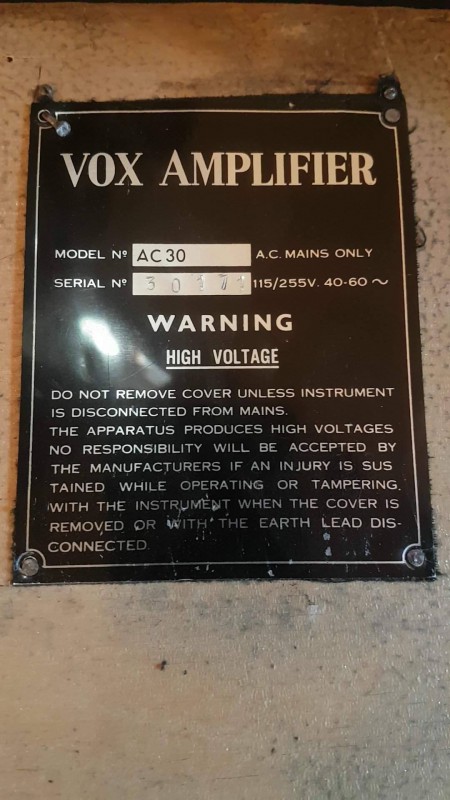 VOX AMPLIFIER
MODEL Nº AC30 A.C. MAINS ONLY
SERIAL Nº 115/255V. 40-60 ~
WARNING
HIGH VOLTAGE
DO NOT REMOVE COVER UNLESS INSTRUMENT
IS DISCONNECTED FROM MAINS.
THE APPARATUS PRODUCES HIGH VOLTAGES
NO RESPONSIBILITY WILL BE ACCEPTED BY
THE MANUFACTURERS IF AN INJURY IS SUS
TAINED WHILE OPERATING OR TAMPERING.
WITH THE INSTRUMENT WHEN THE COVER IS
REMOVED OR WITH THE EARTH LEAD DIS-
CONNECTED.